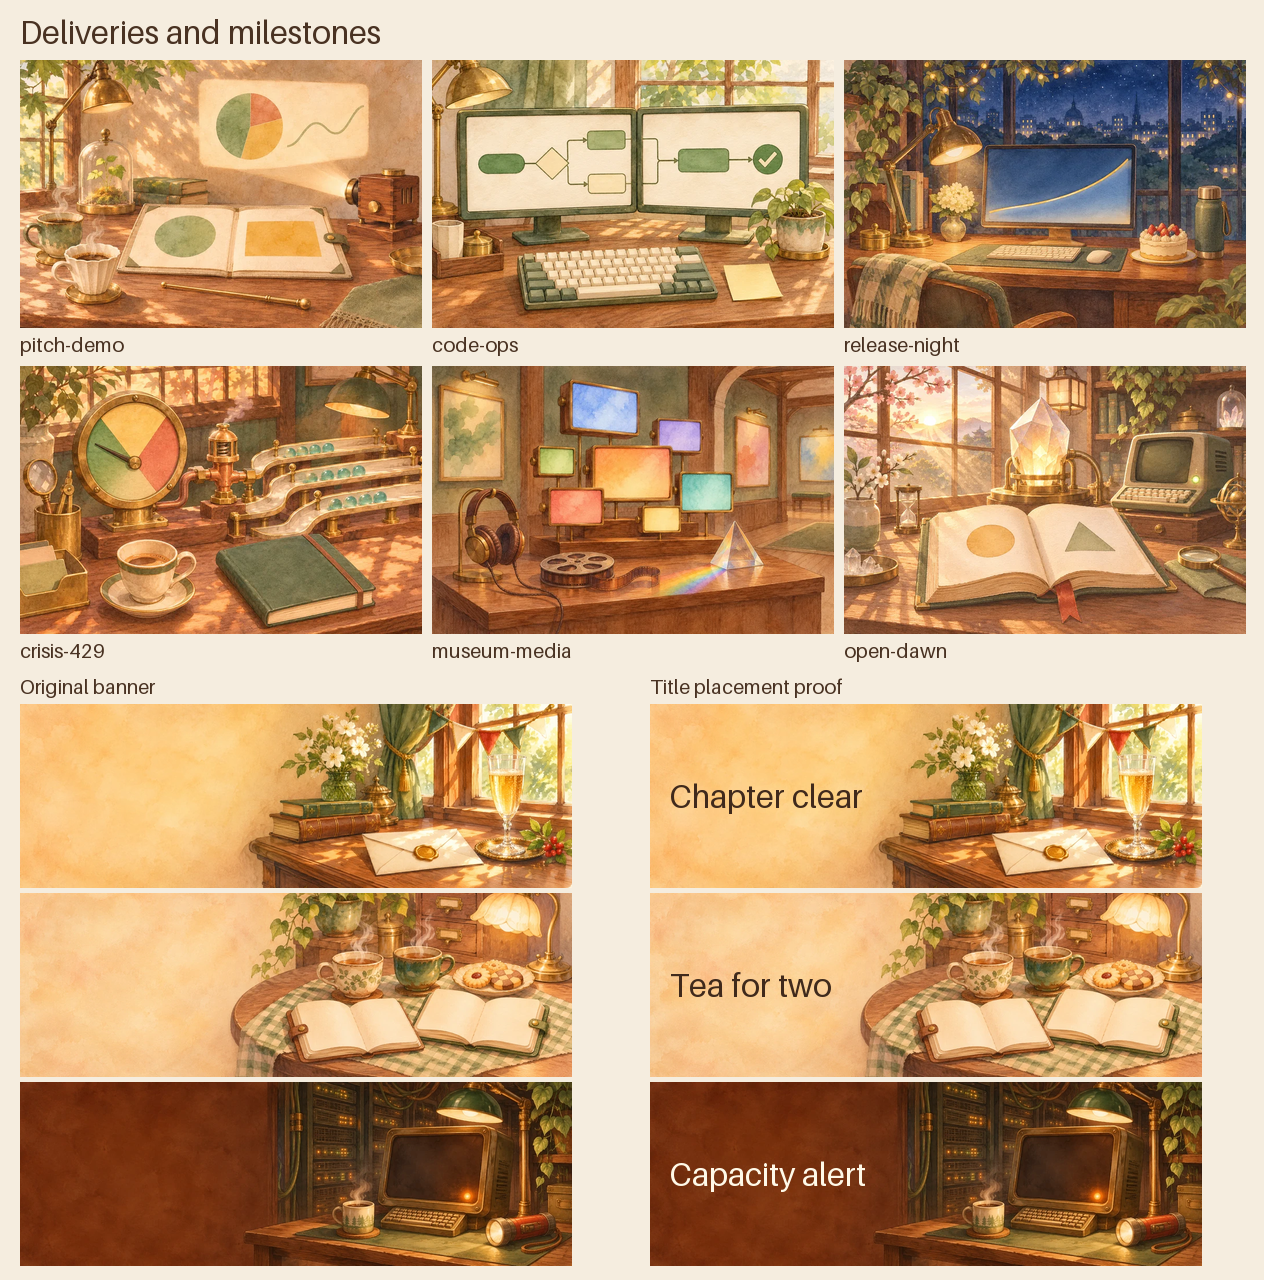 Deliveries and milestones
pitch-demo
code-ops
release-night
crisis-429
museum-media
open-dawn
Original banner
Title placement proof
Chapter clear
Tea for two
Capacity alert